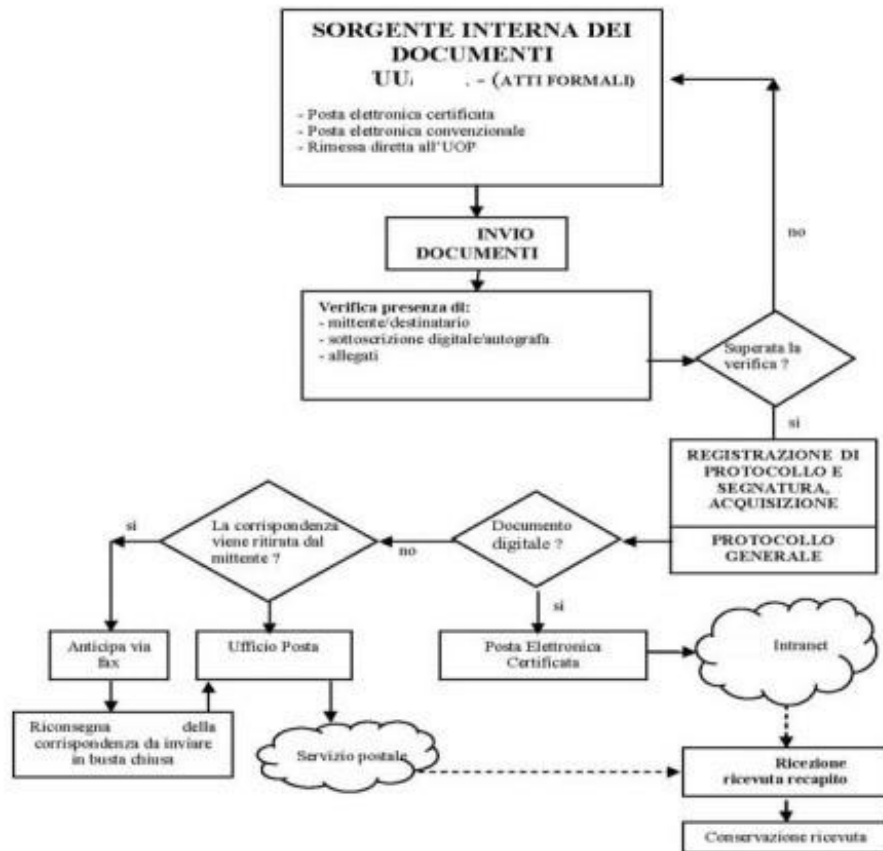 SORGENTE INTERNA DEI
DOCUMENTI
UU. - (ATTI FORMALI)
- Posta elettronica certificata
- Posta elettronica convenzionale
- Rimessa diretta all'UOP
INVIO
DOCUMENTI
no
Verifica presenza di:
- mittente/destinatario
- sottoscrizione digitale/autografa
- allegati
Superata la
verifica ?
si
REGISTRAZIONE DI
PROTOCOLLO E
SEGNATURA,
ACQUISIZIONE
PROTOCOLLO
GENERALE
Documento
digitale ?
no
La corrispondenza
viene ritirata dal
mittente ?
si
si
Anticipa via
fax
Ufficio Posta
Posta Elettronica
Certificata
Intranet
Riconsegna della
corrispondenza da inviare
in busta chiusa
Servizio postale
Ricezione
ricevuta recapito
Conservazione ricevuta